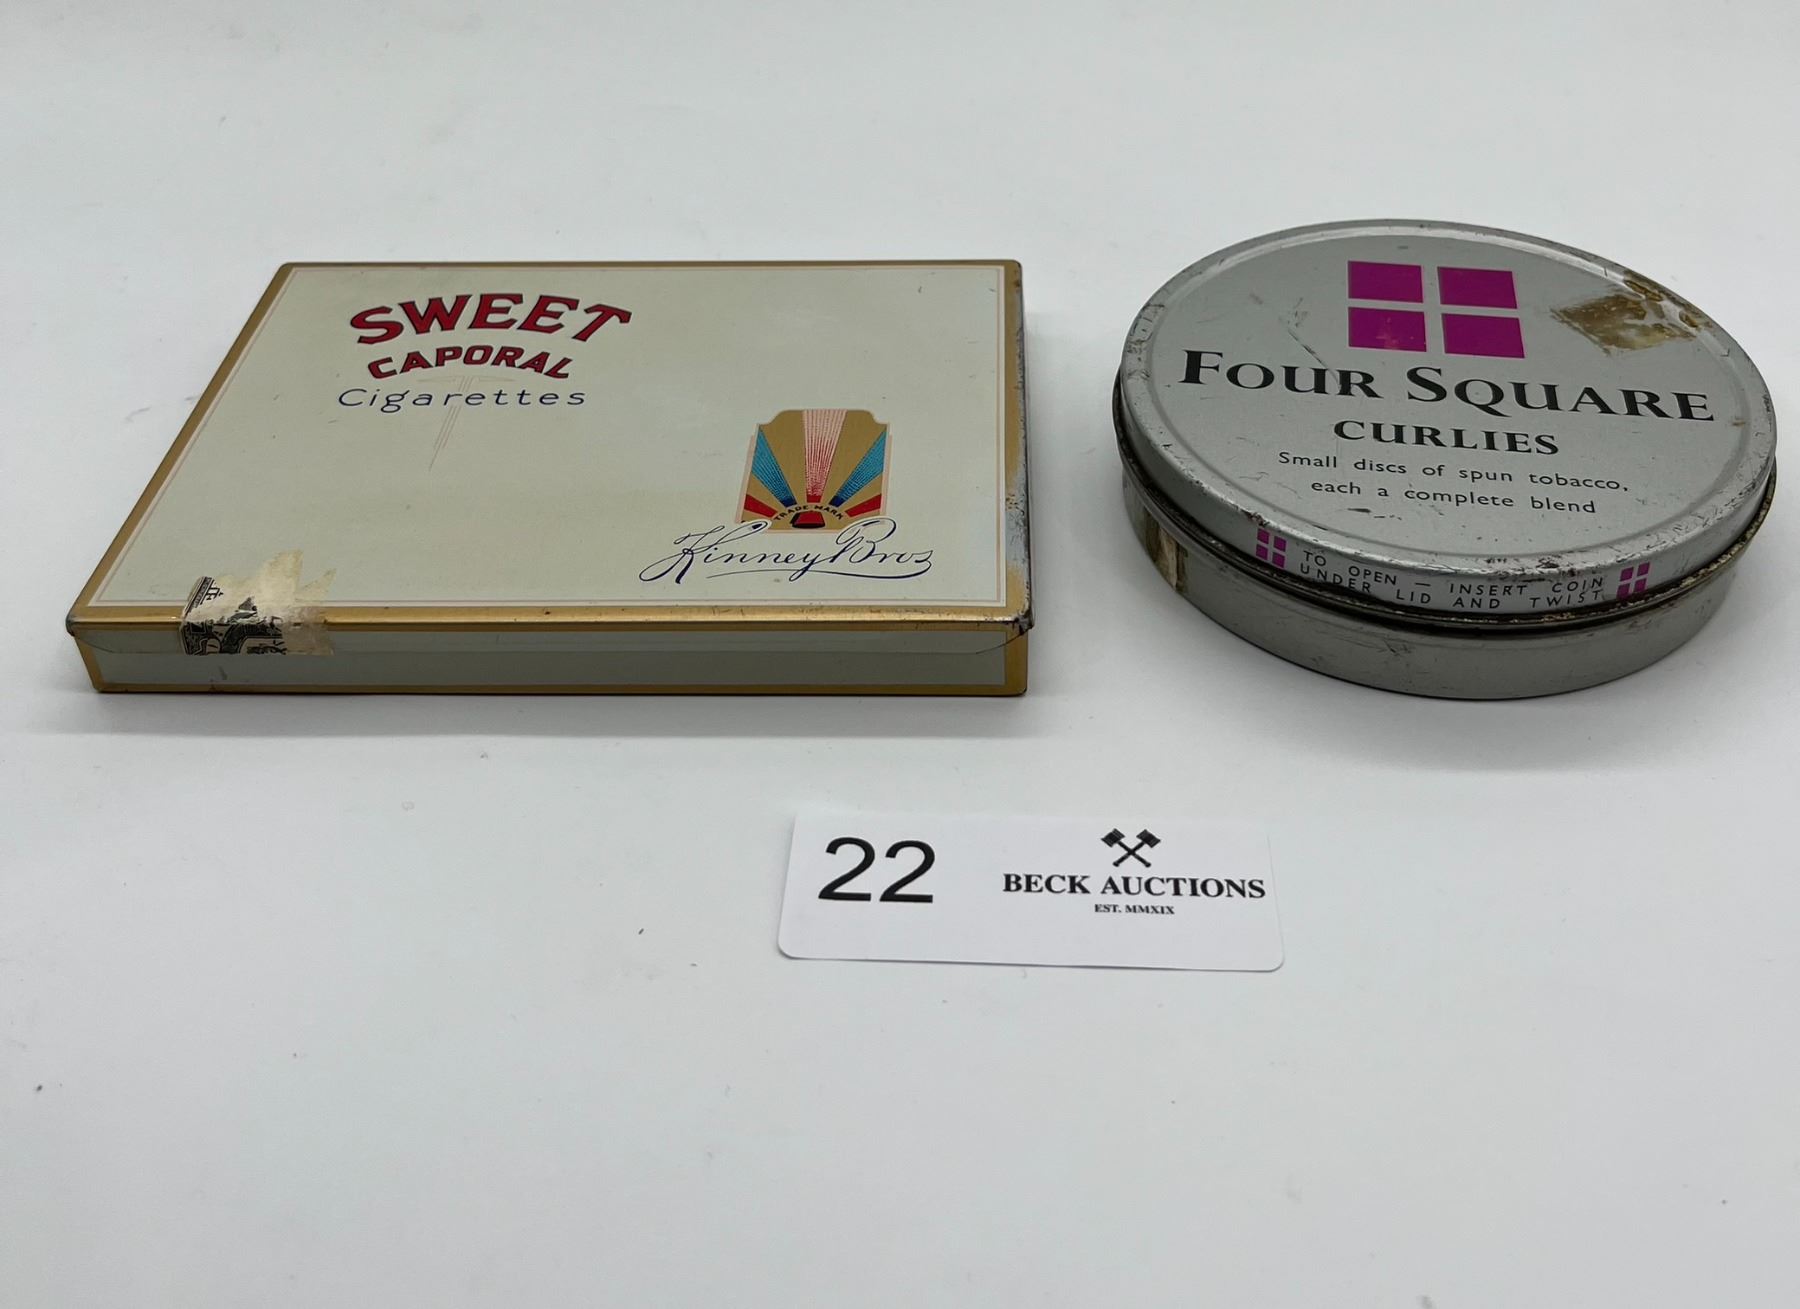 SWEET
CAPORAL
Cigarettes
TRADE MARK
Kinney Bros
FOUR SQUARE
CURLIES
Small discs of spun tobacco,
each a complete blend
TO OPEN — INSERT COIN
UNDER LID AND TWIST
22
BECK AUCTIONS
EST. MMXIX